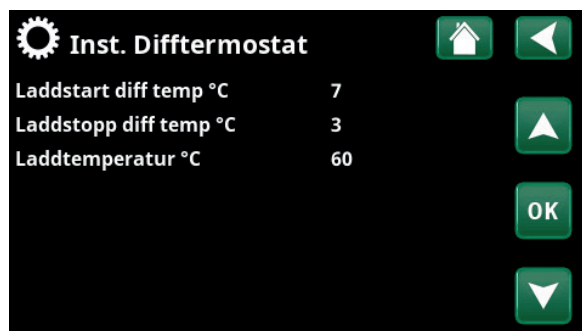 Inst. Difftermostat
Laddstart diff temp °C 7
Laddstopp diff temp °C 3
Laddtemperatur °C 60
OK